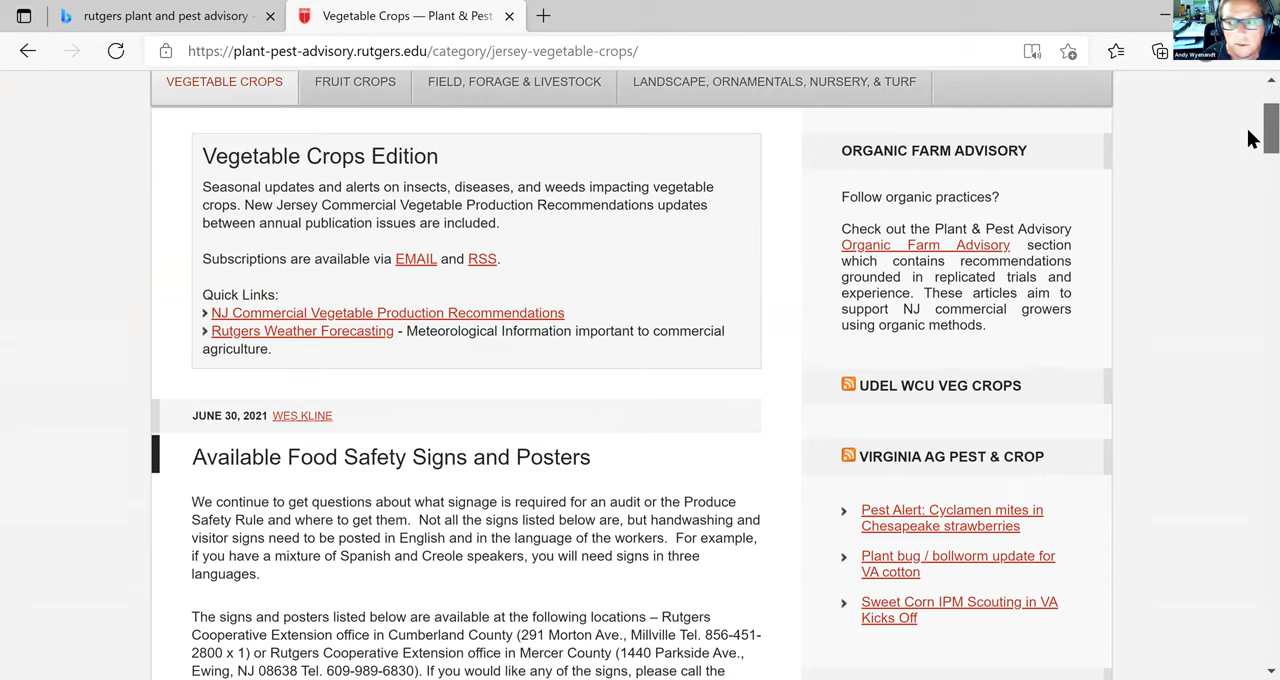 rutgers plant and pest advisory -
Vegetable Crops — Plant & Pest
https://plant-pest-advisory.rutgers.edu/category/jersey-vegetable-crops/
Andy Wyenandt
VEGETABLE CROPS
FRUIT CROPS
FIELD, FORAGE & LIVESTOCK
LANDSCAPE, ORNAMENTALS, NURSERY, & TURF
Vegetable Crops Edition
Seasonal updates and alerts on insects, diseases, and weeds impacting vegetable
crops. New Jersey Commercial Vegetable Production Recommendations updates
between annual publication issues are included.
Subscriptions are available via EMAIL and RSS.
Quick Links:
NJ Commercial Vegetable Production Recommendations
Rutgers Weather Forecasting - Meteorological Information important to commercial
agriculture.
JUNE 30, 2021 WES KLINE
Available Food Safety Signs and Posters
We continue to get questions about what signage is required for an audit or the Produce
Safety Rule and where to get them.  Not all the signs listed below are, but handwashing and
visitor signs need to be posted in English and in the language of the workers.  For example,
if you have a mixture of Spanish and Creole speakers, you will need signs in three
languages.
The signs and posters listed below are available at the following locations – Rutgers
Cooperative Extension office in Cumberland County (291 Morton Ave., Millville Tel. 856-451-
2800 x 1) or Rutgers Cooperative Extension office in Mercer County (1440 Parkside Ave.,
Ewing, NJ 08638 Tel. 609-989-6830). If you would like any of the signs, please call the
ORGANIC FARM ADVISORY
Follow organic practices?
Check out the Plant & Pest Advisory
Organic Farm Advisory section
which contains recommendations
grounded in replicated trials and
experience. These articles aim to
support NJ commercial growers
using organic methods.
UDEL WCU VEG CROPS
VIRGINIA AG PEST & CROP
Pest Alert: Cyclamen mites in
Chesapeake strawberries
Plant bug / bollworm update for
VA cotton
Sweet Corn IPM Scouting in VA
Kicks Off